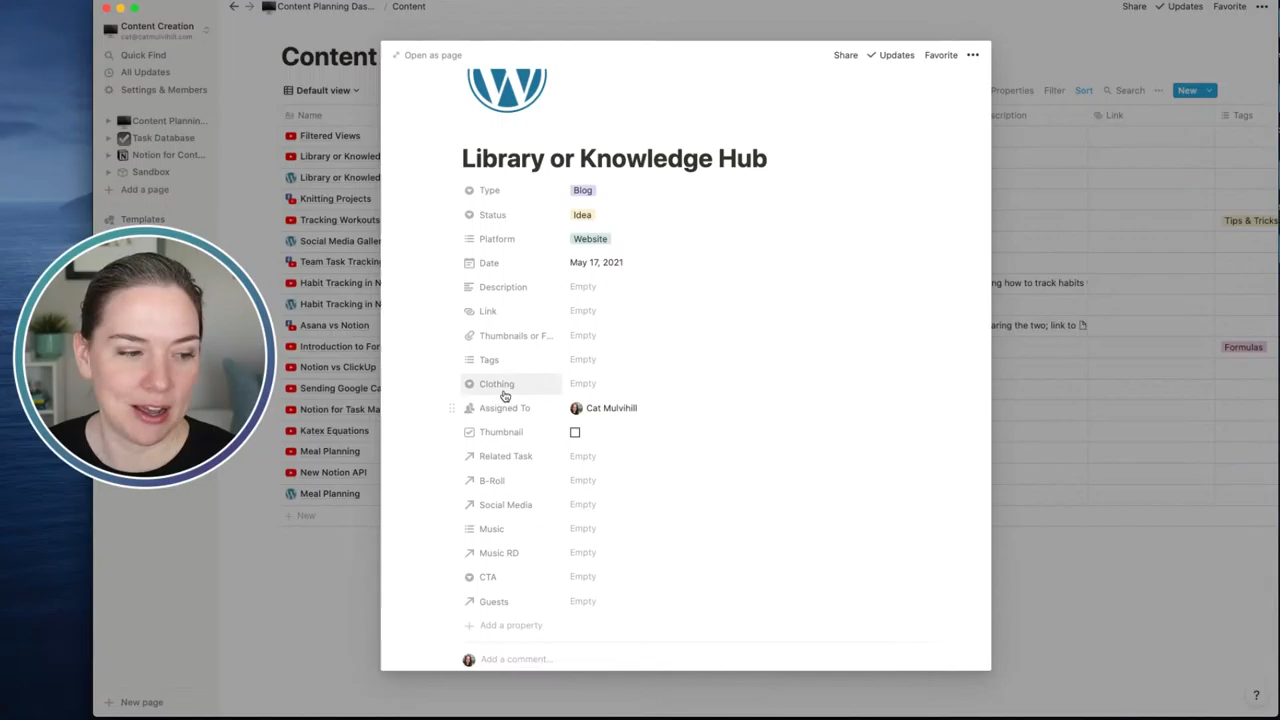 Content Planning Das... / Content
Share
Updates
Favorite
Content Creation
cat@catmulvihill.com
Quick Find
All Updates
Settings & Members
Content Plannin...
Task Database
Notion for Cont...
Sandbox
Add a page
Templates
New page
Content
Default view
Properties
Filter
Sort
Search
New
Name
scription
Link
Tags
Filtered Views
Library or Knowled
Library or Knowled
Knitting Projects
Tracking Workouts
Tips & Tricks
Social Media Galler
Team Task Tracking
Habit Tracking in N
ng how to track habits
Habit Tracking in N
Asana vs Notion
aring the two; link to
Introduction to For
Formulas
Notion vs ClickUp
Sending Google Ca
Notion for Task Ma
Katex Equations
Meal Planning
New Notion API
Meal Planning
New
Open as page
Share
Updates
Favorite
Library or Knowledge Hub
Type Blog
Status Idea
Platform Website
Date May 17, 2021
Description Empty
Link Empty
Thumbnails or F... Empty
Tags Empty
Clothing Empty
Assigned To Cat Mulvihill
Thumbnail
Related Task Empty
B-Roll Empty
Social Media Empty
Music Empty
Music RD Empty
CTA Empty
Guests Empty
Add a property
Add a comment...
?